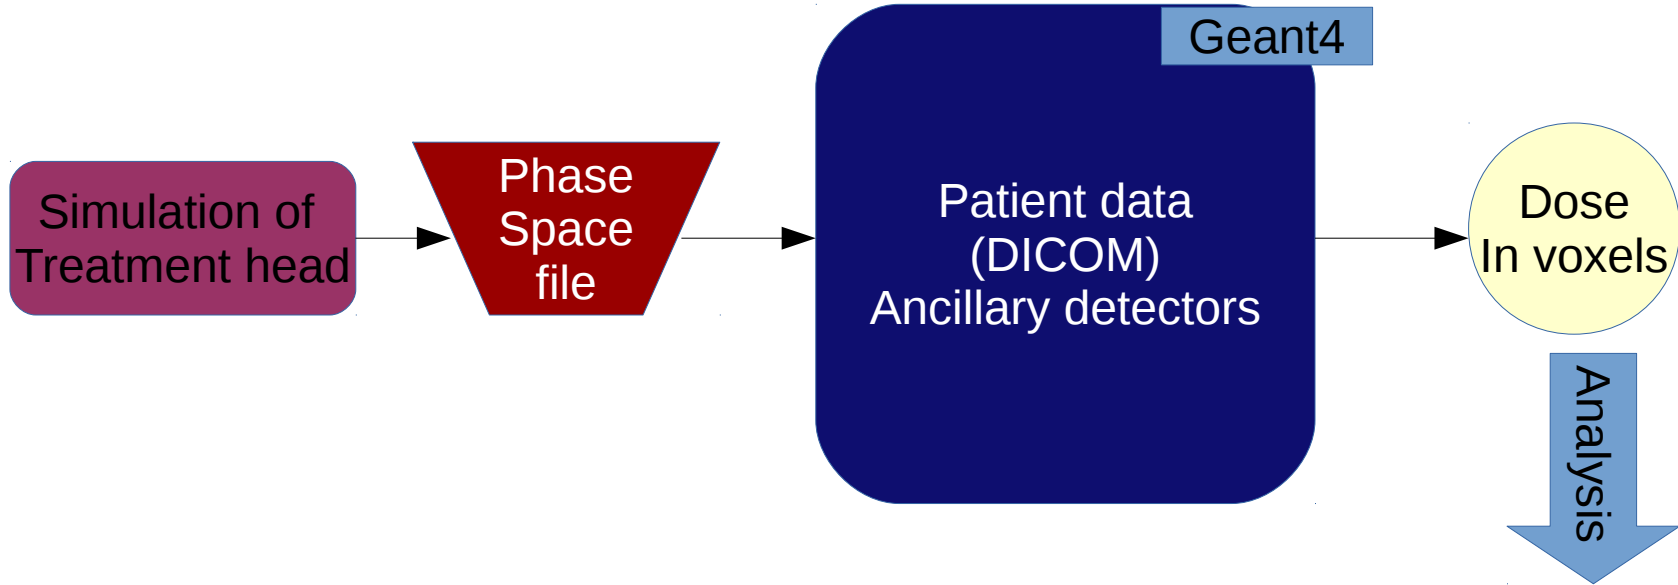 Simulation of
Treatment head
Phase
Space
file
Geant4
Patient data
(DICOM)
Ancillary detectors
Dose
In voxels
Analysis